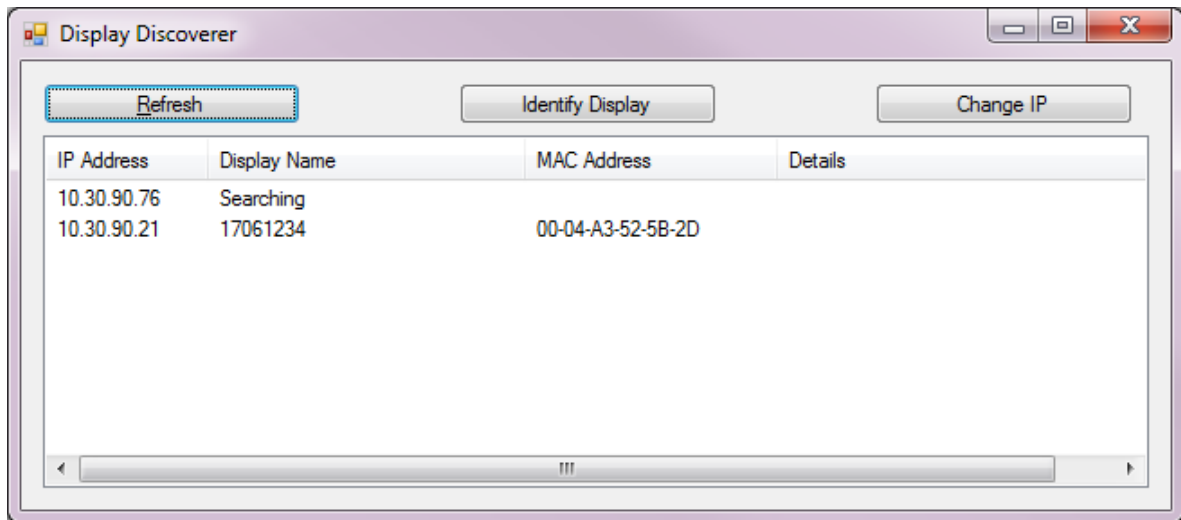 Display Discoverer
Refresh Identify Display Change IP
IP Address Display Name MAC Address Details
10.30.90.76 Searching
10.30.90.21 17061234 00-04-A3-52-5B-2D